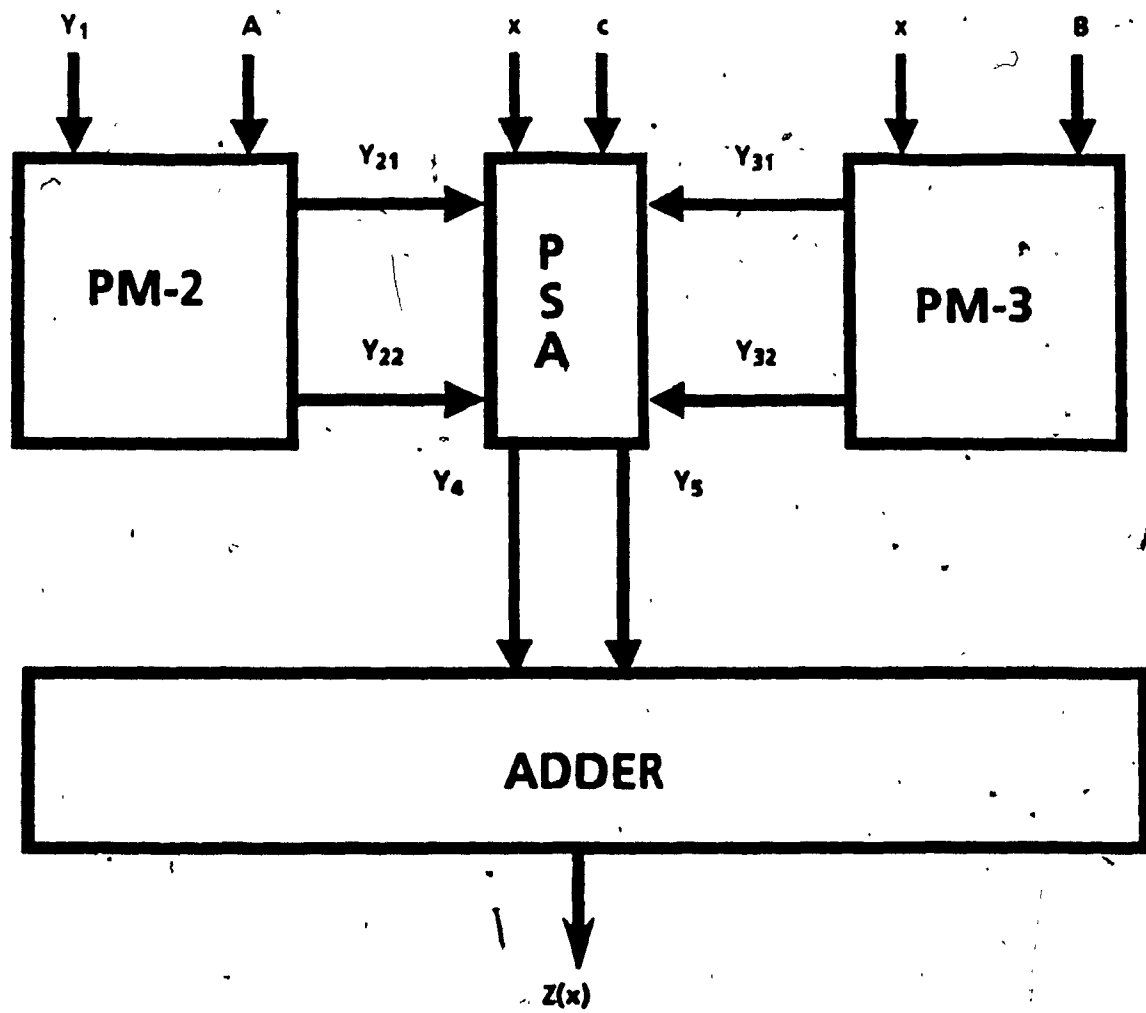 Y1 A x c x B
Y21 Y31
PM-2
P
S
A
PM-3
Y22 Y32
Y4 Y5
ADDER
Z(x)